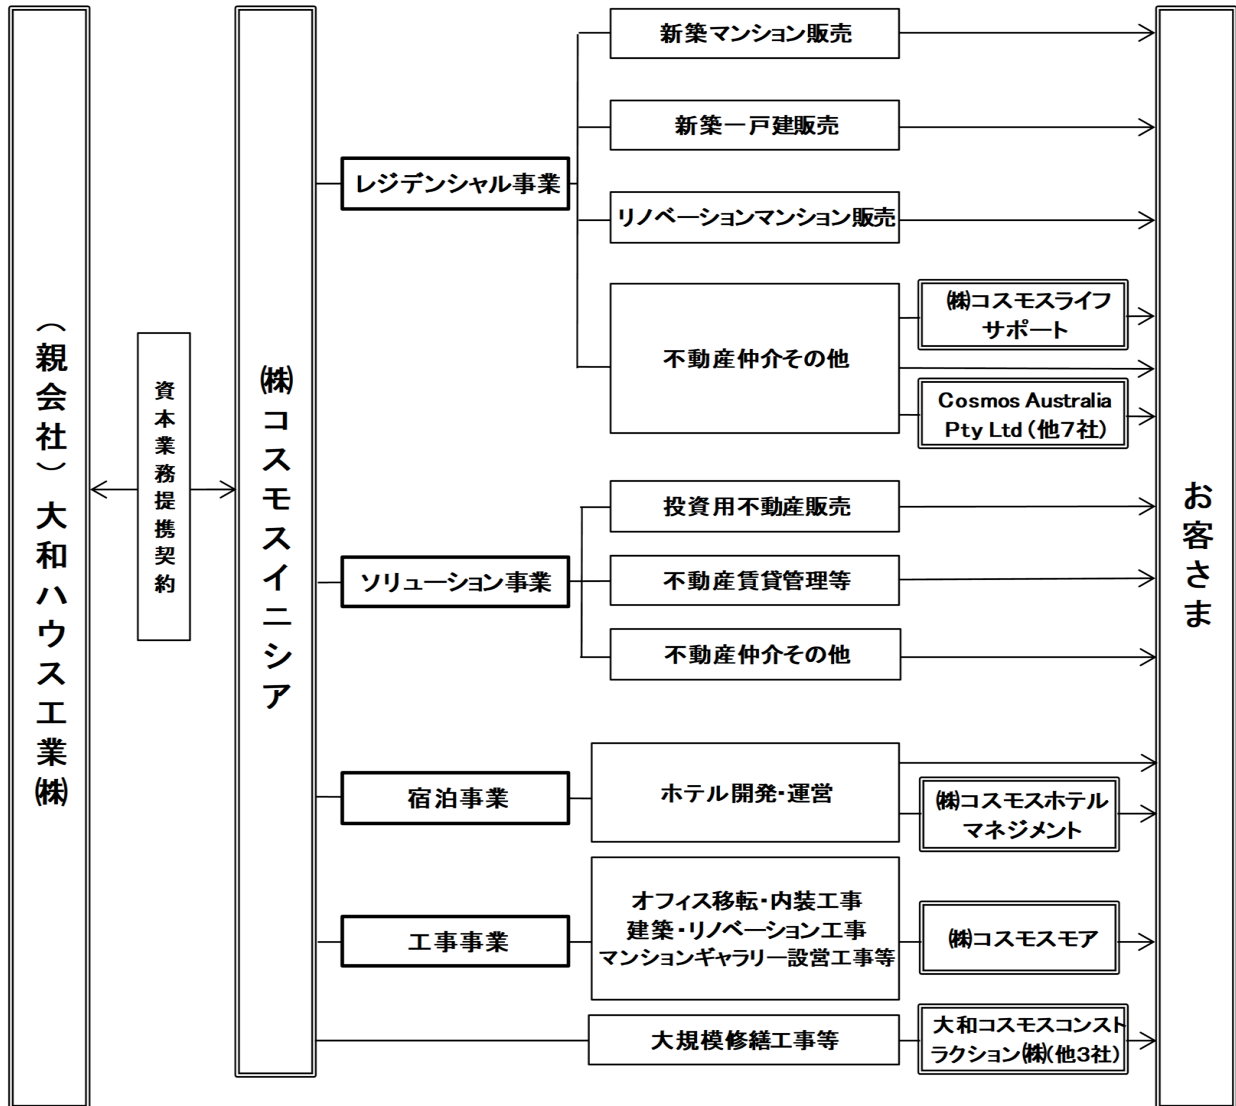 （親会社）大和ハウス工業㈱
資本業務提携契約
㈱コスモスイニシア
レジデンシャル事業
新築マンション販売
新築一戸建販売
リノベーションマンション販売
不動産仲介その他
㈱コスモスライフ
サポート
Cosmos Australia
Pty Ltd（他7社）
ソリューション事業
投資用不動産販売
不動産賃貸管理等
不動産仲介その他
宿泊事業
ホテル開発・運営
㈱コスモスホテル
マネジメント
工事事業
オフィス移転・内装工事
建築・リノベーション工事
マンションギャラリー設営工事等
㈱コスモスモア
大規模修繕工事等
大和コスモスコンスト
ラクション㈱(他3社)
お客さま